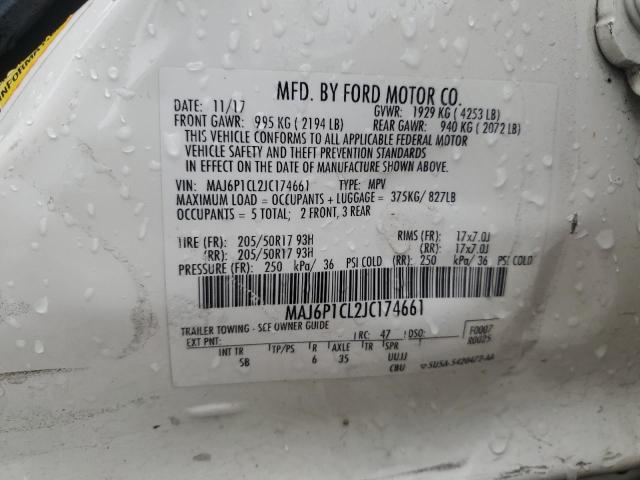 INFORMAT
MFD. BY FORD MOTOR CO.
DATE: 11/17 GVWR: 1929 KG ( 4253 LB)
FRONT GAWR: 995 KG ( 2194 LB) REAR GAWR: 940 KG ( 2072 LB)
THIS VEHICLE CONFORMS TO ALL APPLICABLE FEDERAL MOTOR
VEHICLE SAFETY AND THEFT PREVENTION STANDARDS
IN EFFECT ON THE DATE OF MANUFACTURE SHOWN ABOVE.
VIN: MAJ6P1CL2JC174661 TYPE: MPV
MAXIMUM LOAD = OCCUPANTS + LUGGAGE = 375KG/ 827LB
OCCUPANTS = 5 TOTAL; 2 FRONT, 3 REAR
TIRE (FR): 205/50R17 93H RIMS (FR): 17x7.0J
(RR): 205/50R17 93H (RR): 17x7.0J
PRESSURE (FR): 250 kPa/ 36 PSI COLD (RR): 250 kPa/ 36 PSI COLD
MAJ6P1CL2JC174661
TRAILER TOWING - SEE OWNER GUIDE
EXT PNT: RC: 47 DSO: F0007
R0025
INT TR TP/PS R AXLE TR SPR
5B 6 35 UUJJ
CBU